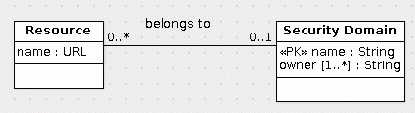 belongs to
Resource
name : URL
0..*
0..1
Security Domain
«PK» name : String
owner [1..*] : String